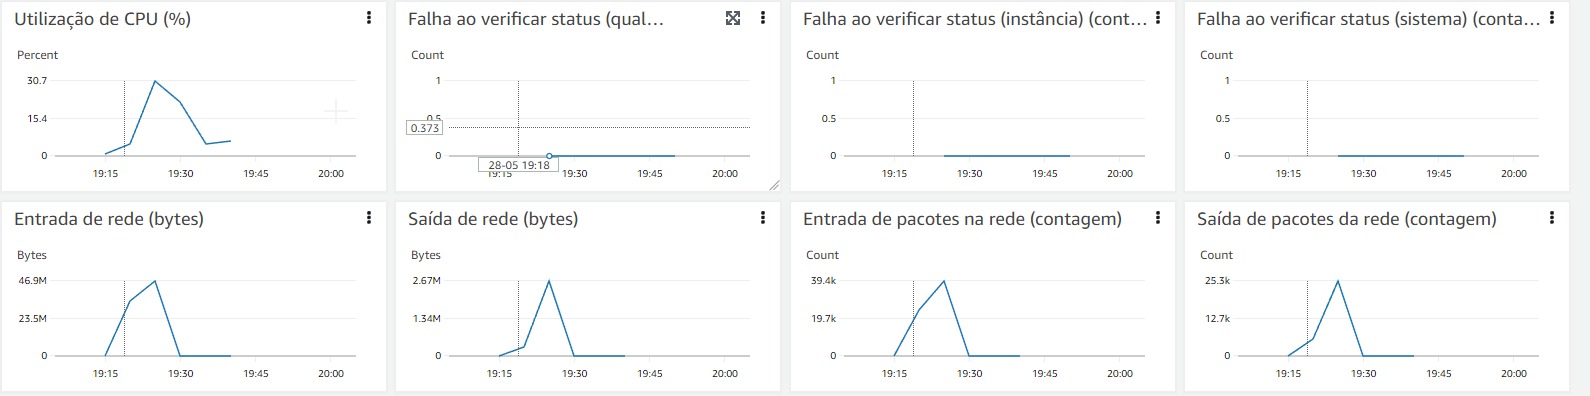 Utilização de CPU (%)
Percent
30.7
15.4
0
19:15
19:30
19:45
20:00
Falha ao verificar status (qual…
Count
1
0.5
0.373
0
28-05 19:18
19:15
19:30
19:45
20:00
Falha ao verificar status (instância) (cont…
Count
1
0.5
0
19:15
19:30
19:45
20:00
Falha ao verificar status (sistema) (conta…
Count
1
0.5
0
19:15
19:30
19:45
20:00
Entrada de rede (bytes)
Bytes
46.9M
23.5M
0
19:15
19:30
19:45
20:00
Saída de rede (bytes)
Bytes
2.67M
1.34M
0
19:15
19:30
19:45
20:00
Entrada de pacotes na rede (contagem)
Count
39.4k
19.7k
0
19:15
19:30
19:45
20:00
Saída de pacotes da rede (contagem)
Count
25.3k
12.7k
0
19:15
19:30
19:45
20:00